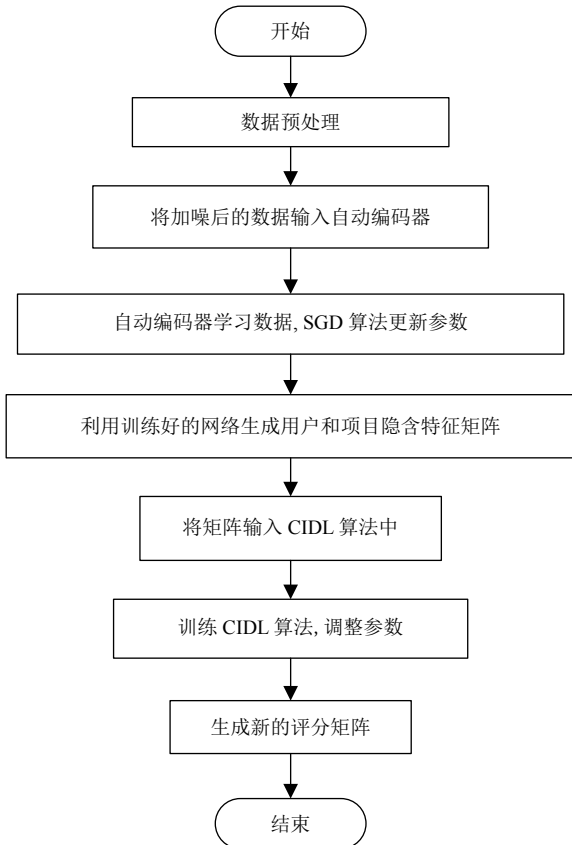 开始
数据预处理
将加噪后的数据输入自动编码器
自动编码器学习数据, SGD 算法更新参数
利用训练好的网络生成用户和项目隐含特征矩阵
将矩阵输入 CIDL 算法中
训练 CIDL 算法, 调整参数
生成新的评分矩阵
结束